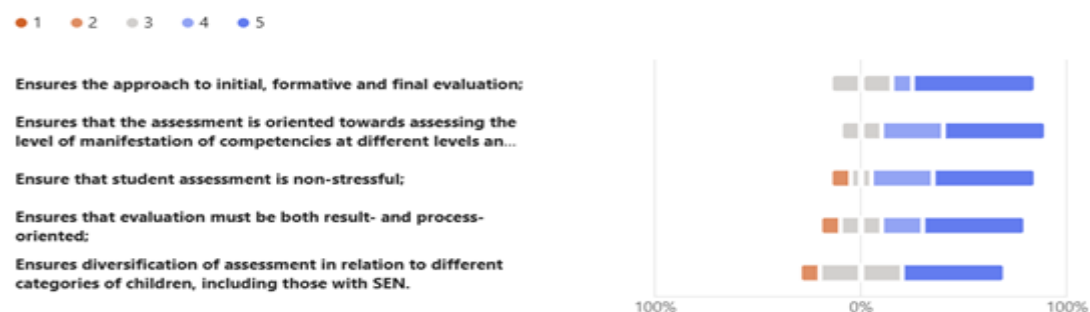 1 2 3 4 5
Ensures the approach to initial, formative and final evaluation;
Ensures that the assessment is oriented towards assessing the
level of manifestation of competencies at different levels an...
Ensure that student assessment is non-stressful;
Ensures that evaluation must be both result- and process-
oriented;
Ensures diversification of assessment in relation to different
categories of children, including those with SEN.
100% 0% 100%